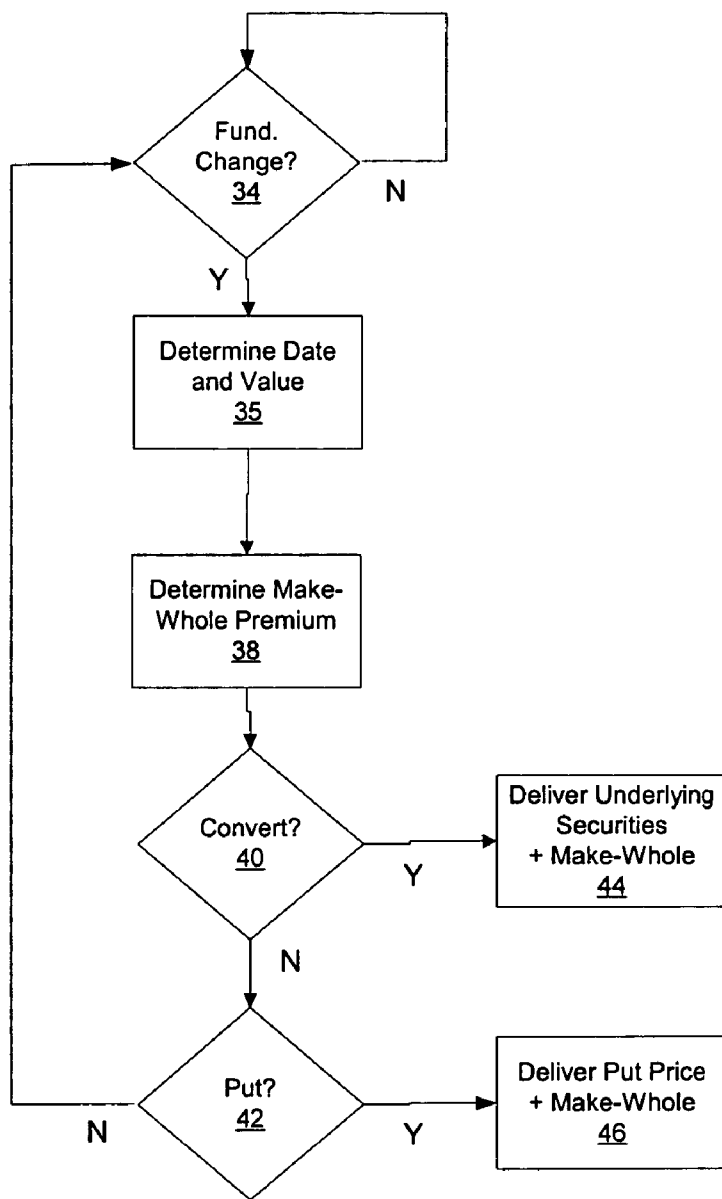 Fund.
Change?
34
N
Y
Determine Date
and Value
35
Determine Make-
Whole Premium
38
Convert?
40
Y
Deliver Underlying
Securities
+ Make-Whole
44
N
Put?
42
N
Y
Deliver Put Price
+ Make-Whole
46